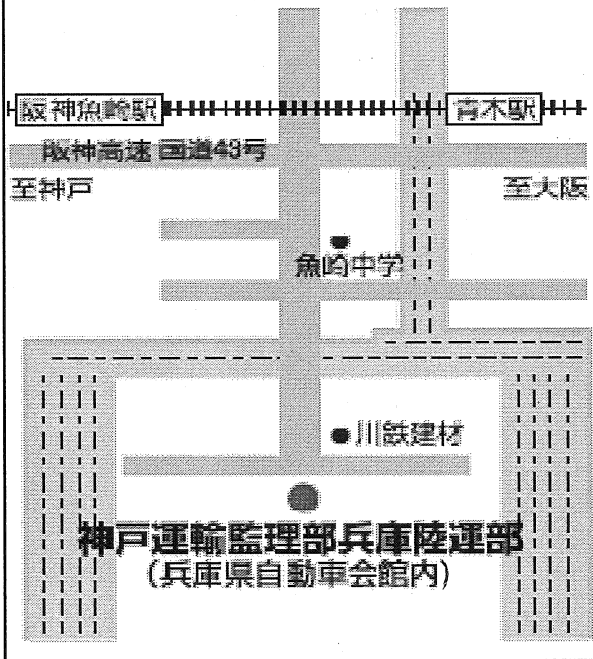 阪神魚崎駅
青木駅
阪神高速 国道43号
至神戸
至大阪
魚崎中学
川鉄建材
神戸運輸監理部兵庫陸運部
(兵庫県自動車会館内)